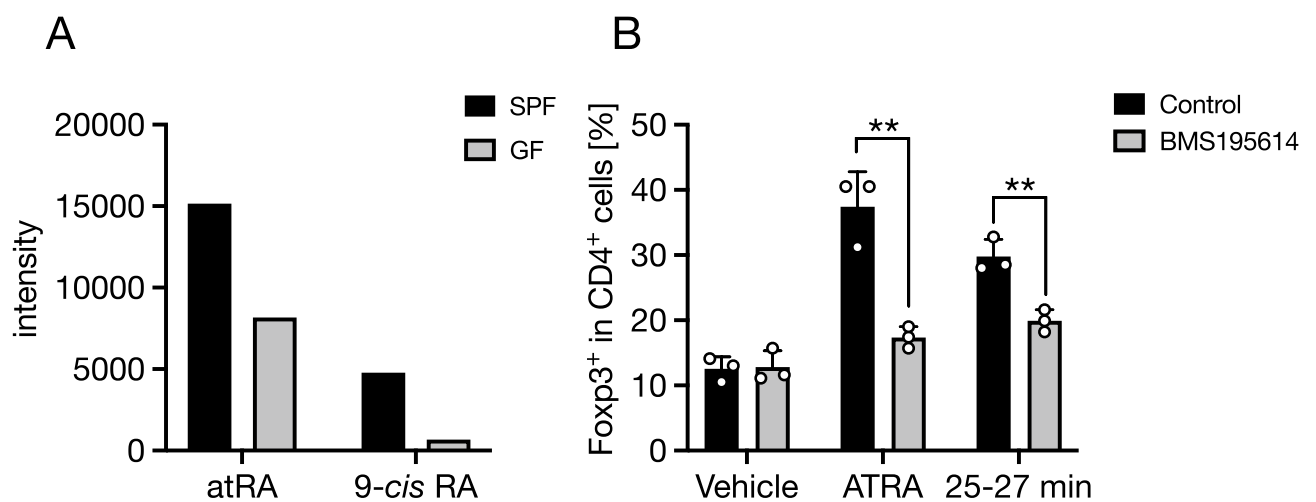 A
SPF
GF
20000
15000
10000
5000
0
intensity
atRA
9-cis RA
B
Control
BMS195614
Foxp3⁺ in CD4⁺ cells [%]
50
40
30
20
10
0
**
**
Vehicle
ATRA
25-27 min